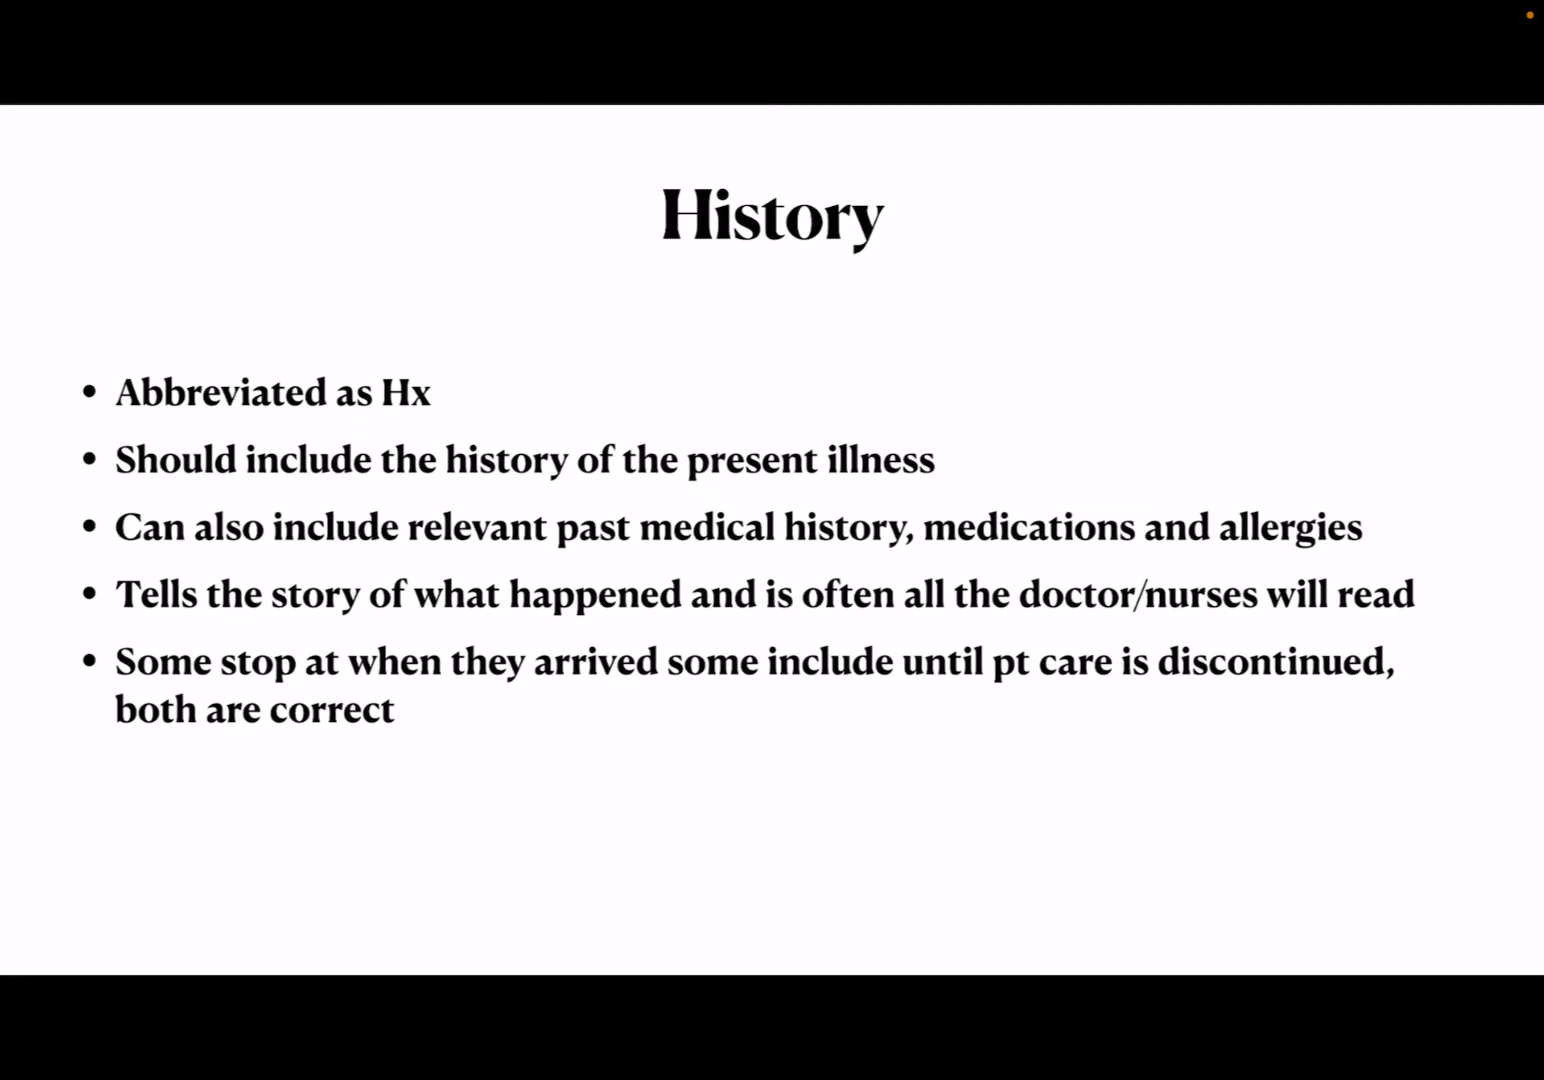 History
• Abbreviated as Hx
• Should include the history of the present illness
• Can also include relevant past medical history, medications and allergies
• Tells the story of what happened and is often all the doctor/nurses will read
• Some stop at when they arrived some include until pt care is discontinued,
both are correct